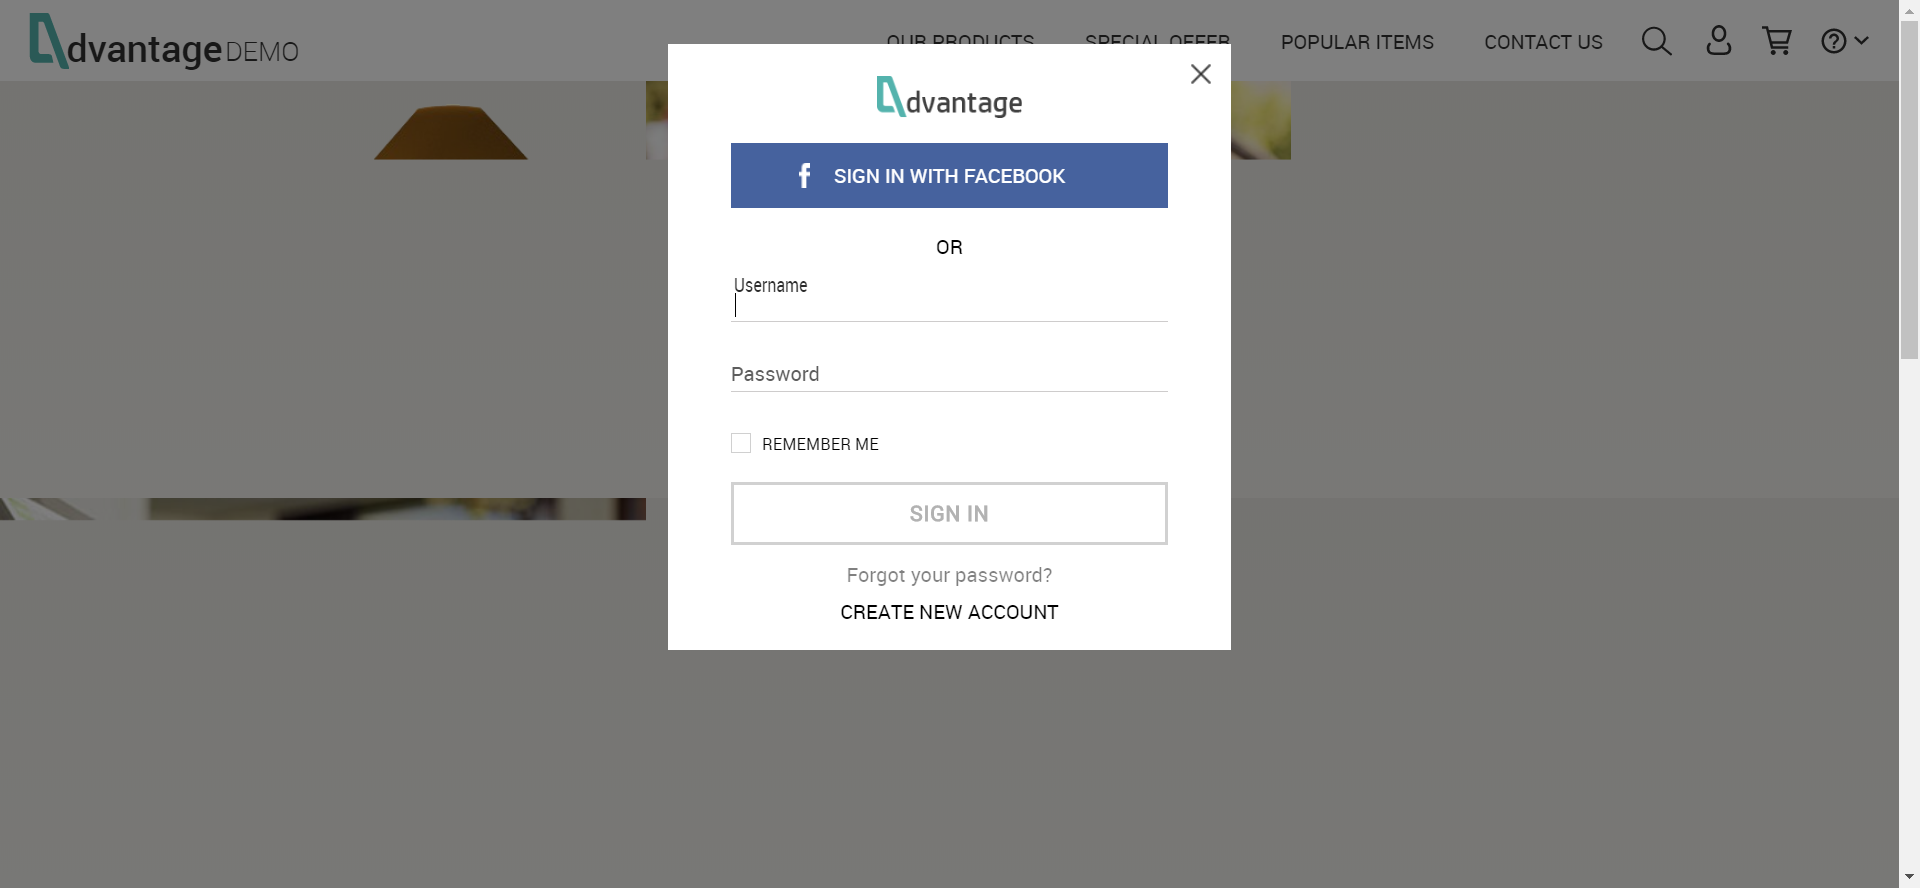 dvantage DEMO
OUR PRODUCTS
SPECIAL OFFER
POPULAR ITEMS
CONTACT US
dvantage
f SIGN IN WITH FACEBOOK
OR
Username
Password
REMEMBER ME
SIGN IN
Forgot your password?
CREATE NEW ACCOUNT